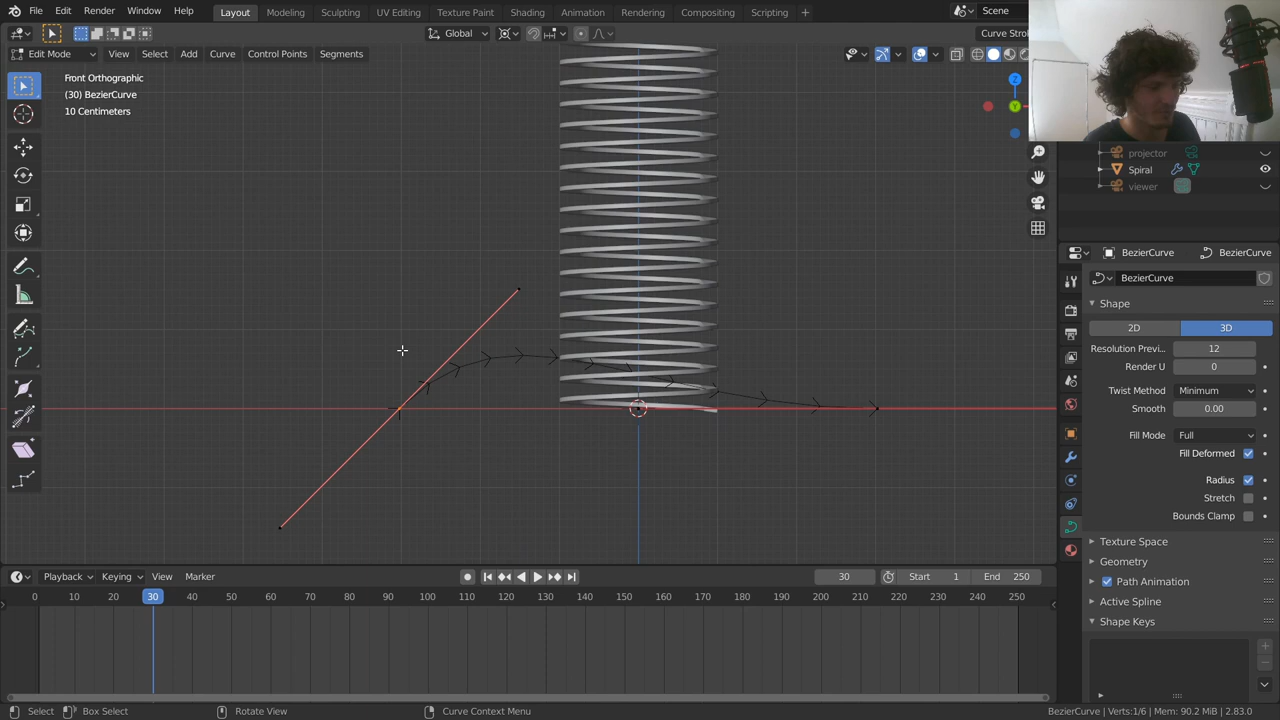 File Edit Render Window Help Layout Modeling Sculpting UV Editing Texture Paint Shading Animation Rendering Compositing Scripting + Scene
Global Curve Strok
Edit Mode View Select Add Curve Control Points Segments
Front Orthographic
(30) BezierCurve
10 Centimeters
Z
Y
projector
Spiral
viewer
BezierCurve BezierCurve
BezierCurve
Shape
2D 3D
Resolution Previ... 12
Render U 0
Twist Method Minimum
Smooth 0.00
Fill Mode Full
Fill Deformed
Radius
Stretch
Bounds Clamp
Texture Space
Geometry
Path Animation
Active Spline
Shape Keys
Playback Keying View Marker 30 Start 1 End 250
0 10 20 30 40 50 60 70 80 90 100 110 120 130 140 150 160 170 180 190 200 210 220 230 240 250
Select Box Select Rotate View Curve Context Menu BezierCurve | Verts:1/6 | Mem: 90.2 MiB | 2.83.0